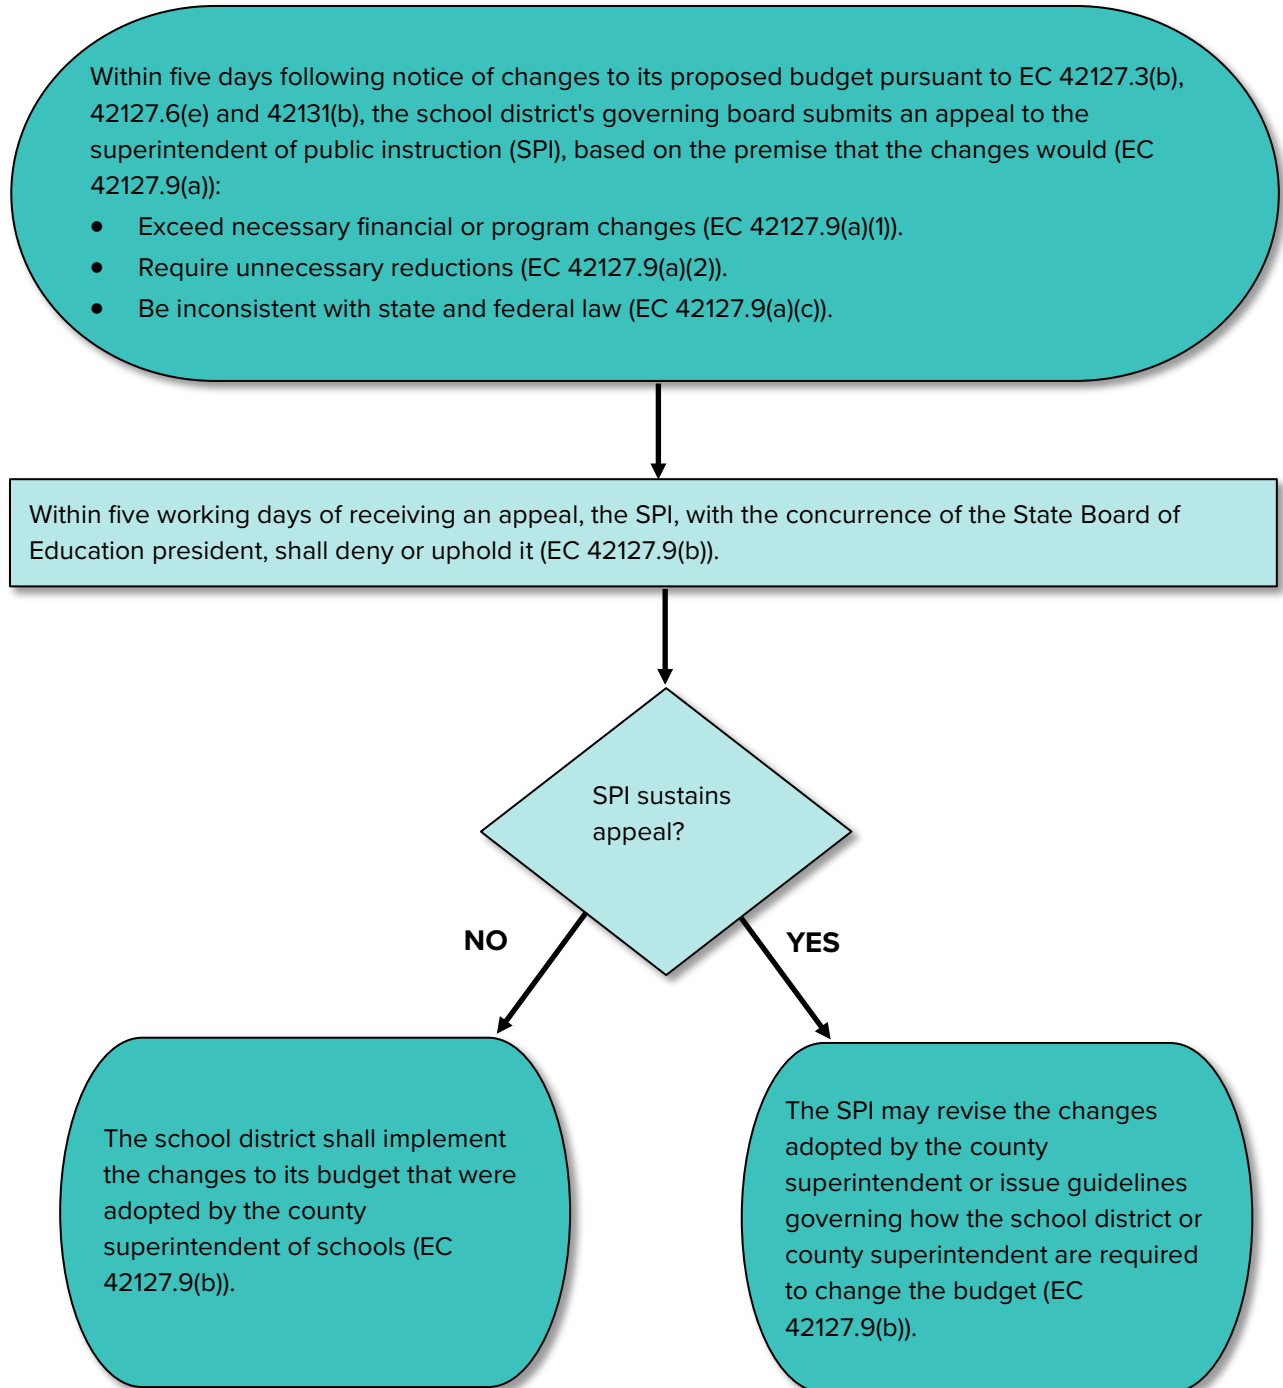 Within five days following notice of changes to its proposed budget pursuant to EC 42127.3(b),
42127.6(e) and 42131(b), the school district's governing board submits an appeal to the
superintendent of public instruction (SPI), based on the premise that the changes would (EC
42127.9(a)):
• Exceed necessary financial or program changes (EC 42127.9(a)(1)).
• Require unnecessary reductions (EC 42127.9(a)(2)).
• Be inconsistent with state and federal law (EC 42127.9(a)(c)).
Within five working days of receiving an appeal, the SPI, with the concurrence of the State Board of
Education president, shall deny or uphold it (EC 42127.9(b)).
SPI sustains
appeal?
NO
YES
The school district shall implement
the changes to its budget that were
adopted by the county
superintendent of schools (EC
42127.9(b)).
The SPI may revise the changes
adopted by the county
superintendent or issue guidelines
governing how the school district or
county superintendent are required
to change the budget (EC
42127.9(b)).